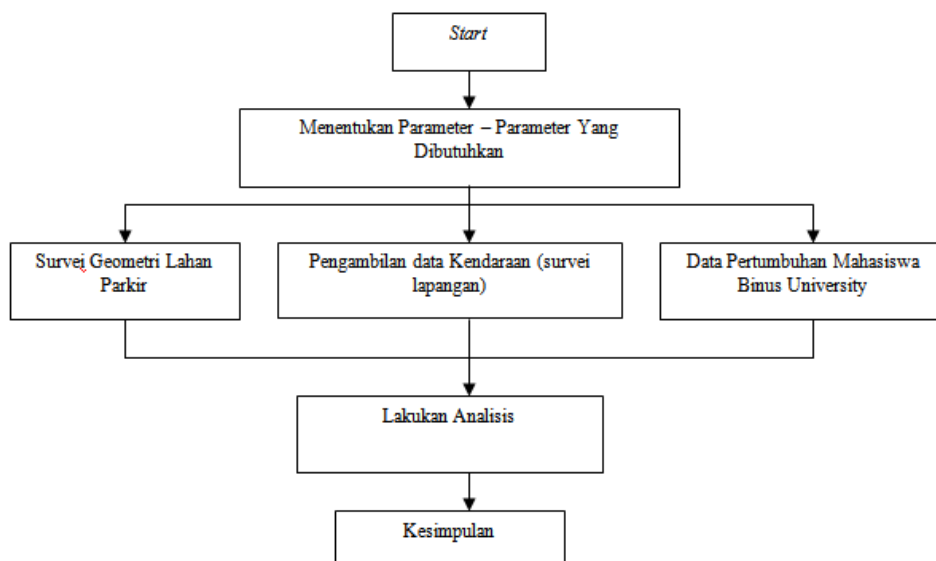 Start
Menentukan Parameter – Parameter Yang
Dibutuhkan
Survei Geometri Lahan
Parkir
Pengambilan data Kendaraan (survei
lapangan)
Data Pertumbuhan Mahasiswa
Binus University
Lakukan Analisis
Kesimpulan